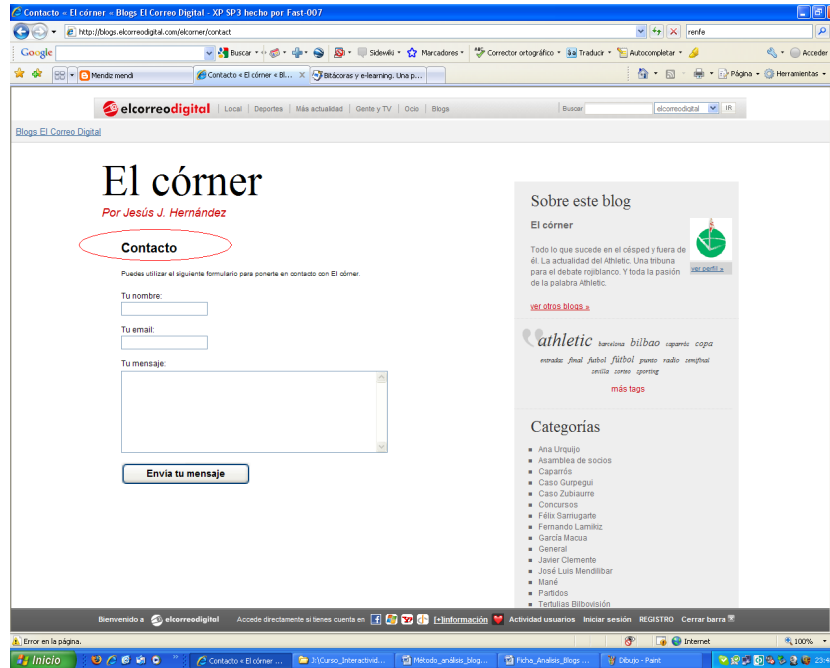 Contacto « El córner « Blogs El Correo Digital - XP SP3 hecho por Fast-007
http://blogs.elcorreodigital.com/elcorner/contact
renfe
Google
Buscar
Sidewiki
Marcadores
Corrector ortográfico
Traducir
Autocompletar
Acceder
Mendiz mendi
Contacto « El córner « Bl...
Bitácoras y e-learning. Una p...
Página
Herramientas
elcorreodigital
Local | Deportes | Más actualidad | Gente y TV | Ocio | Blogs
Buscar
elcorreodigital
IR
Blogs El Correo Digital
El córner
Por Jesús J. Hernández
Contacto
Puedes utilizar el siguiente formulario para ponerte en contacto con El córner.
Tu nombre:
Tu email:
Tu mensaje:
Envia tu mensaje
Sobre este blog
El córner
Todo lo que sucede en el césped y fuera de
él. La actualidad del Athletic. Una tribuna
para el debate rojiblanco. Y toda la pasión
de la palabra Athletic.
ver perfil »
ver otros blogs »
athletic barcelona bilbao caparrós copa
entradas final fubol fútbol punto radio semifinal
sevilla sorteo sporting
más tags
Categorías
Ana Urquijo
Asamblea de socios
Caparrós
Caso Gurpegui
Caso Zubiaurre
Concursos
Félix Sarriugarte
Fernando Lamikiz
García Macua
General
Javier Clemente
José Luis Mendilibar
Mané
Partidos
Tertulias Bilbovisión
Bienvenido a elcorreodigital
Accede directamente si tienes cuenta en
[+]información
Actividad usuarios
Iniciar sesión
REGISTRO
Cerrar barra
Error en la página.
Internet
100%
Inicio
Contacto « El córner ...
J:\Curso_Interactivid...
Método_análisis_blog...
Ficha_Analisis_Blogs ...
Dibujo - Paint